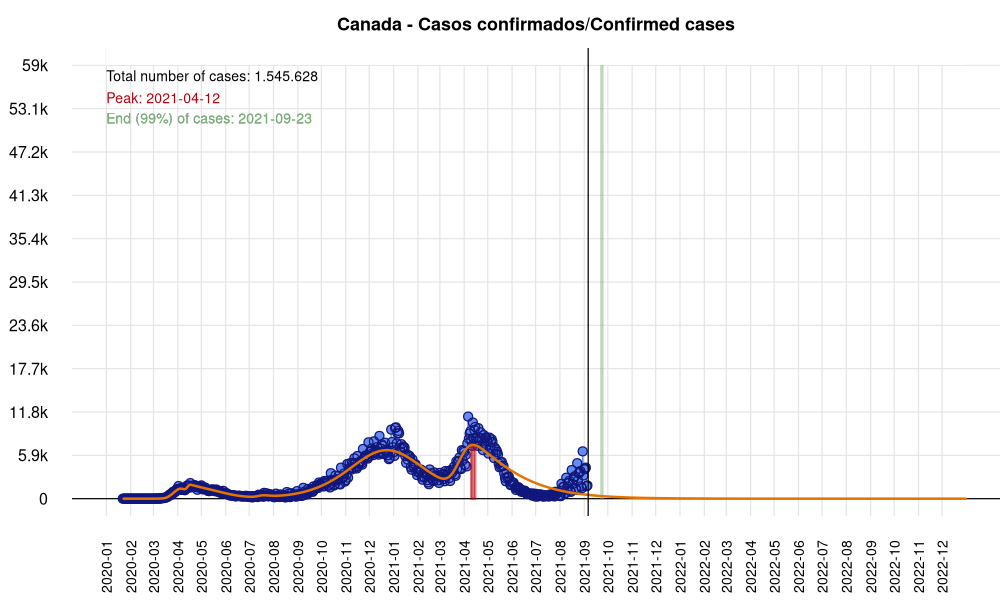 Canada - Casos confirmados/Confirmed cases
Total number of cases: 1.545.628
Peak: 2021-04-12
End (99%) of cases: 2021-09-23
59k
53.1k
47.2k
41.3k
35.4k
29.5k
23.6k
17.7k
11.8k
5.9k
0
2020-01
2020-02
2020-03
2020-04
2020-05
2020-06
2020-07
2020-08
2020-09
2020-10
2020-11
2020-12
2021-01
2021-02
2021-03
2021-04
2021-05
2021-06
2021-07
2021-08
2021-09
2021-10
2021-11
2021-12
2022-01
2022-02
2022-03
2022-04
2022-05
2022-06
2022-07
2022-08
2022-09
2022-10
2022-11
2022-12